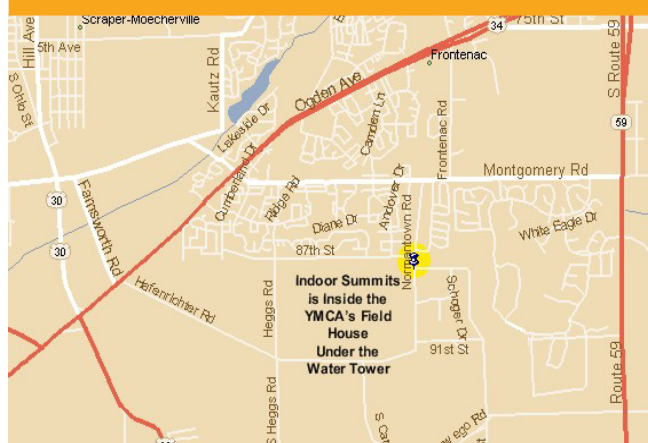 Scraper-Moecherville
34
75th St
Hill Ave
5th Ave
Kautz Rd
Frontenac
S Route 59
S Ohio St
Ogden Ave
Lakeside Dr
Camden Ln
Frontenac Rd
59
Montgomery Rd
30
Farnsworth Rd
Cumberland Dr
Ridge Rd
Andover Dr
Normantown Rd
Diane Dr
White Eagle Dr
30
87th St
Hafenrichter Rd
Heggs Rd
Indoor Summits
is Inside the
YMCA's Field
House
Under the
Water Tower
Schoger Dr
91st St
Route 59
S Heggs Rd